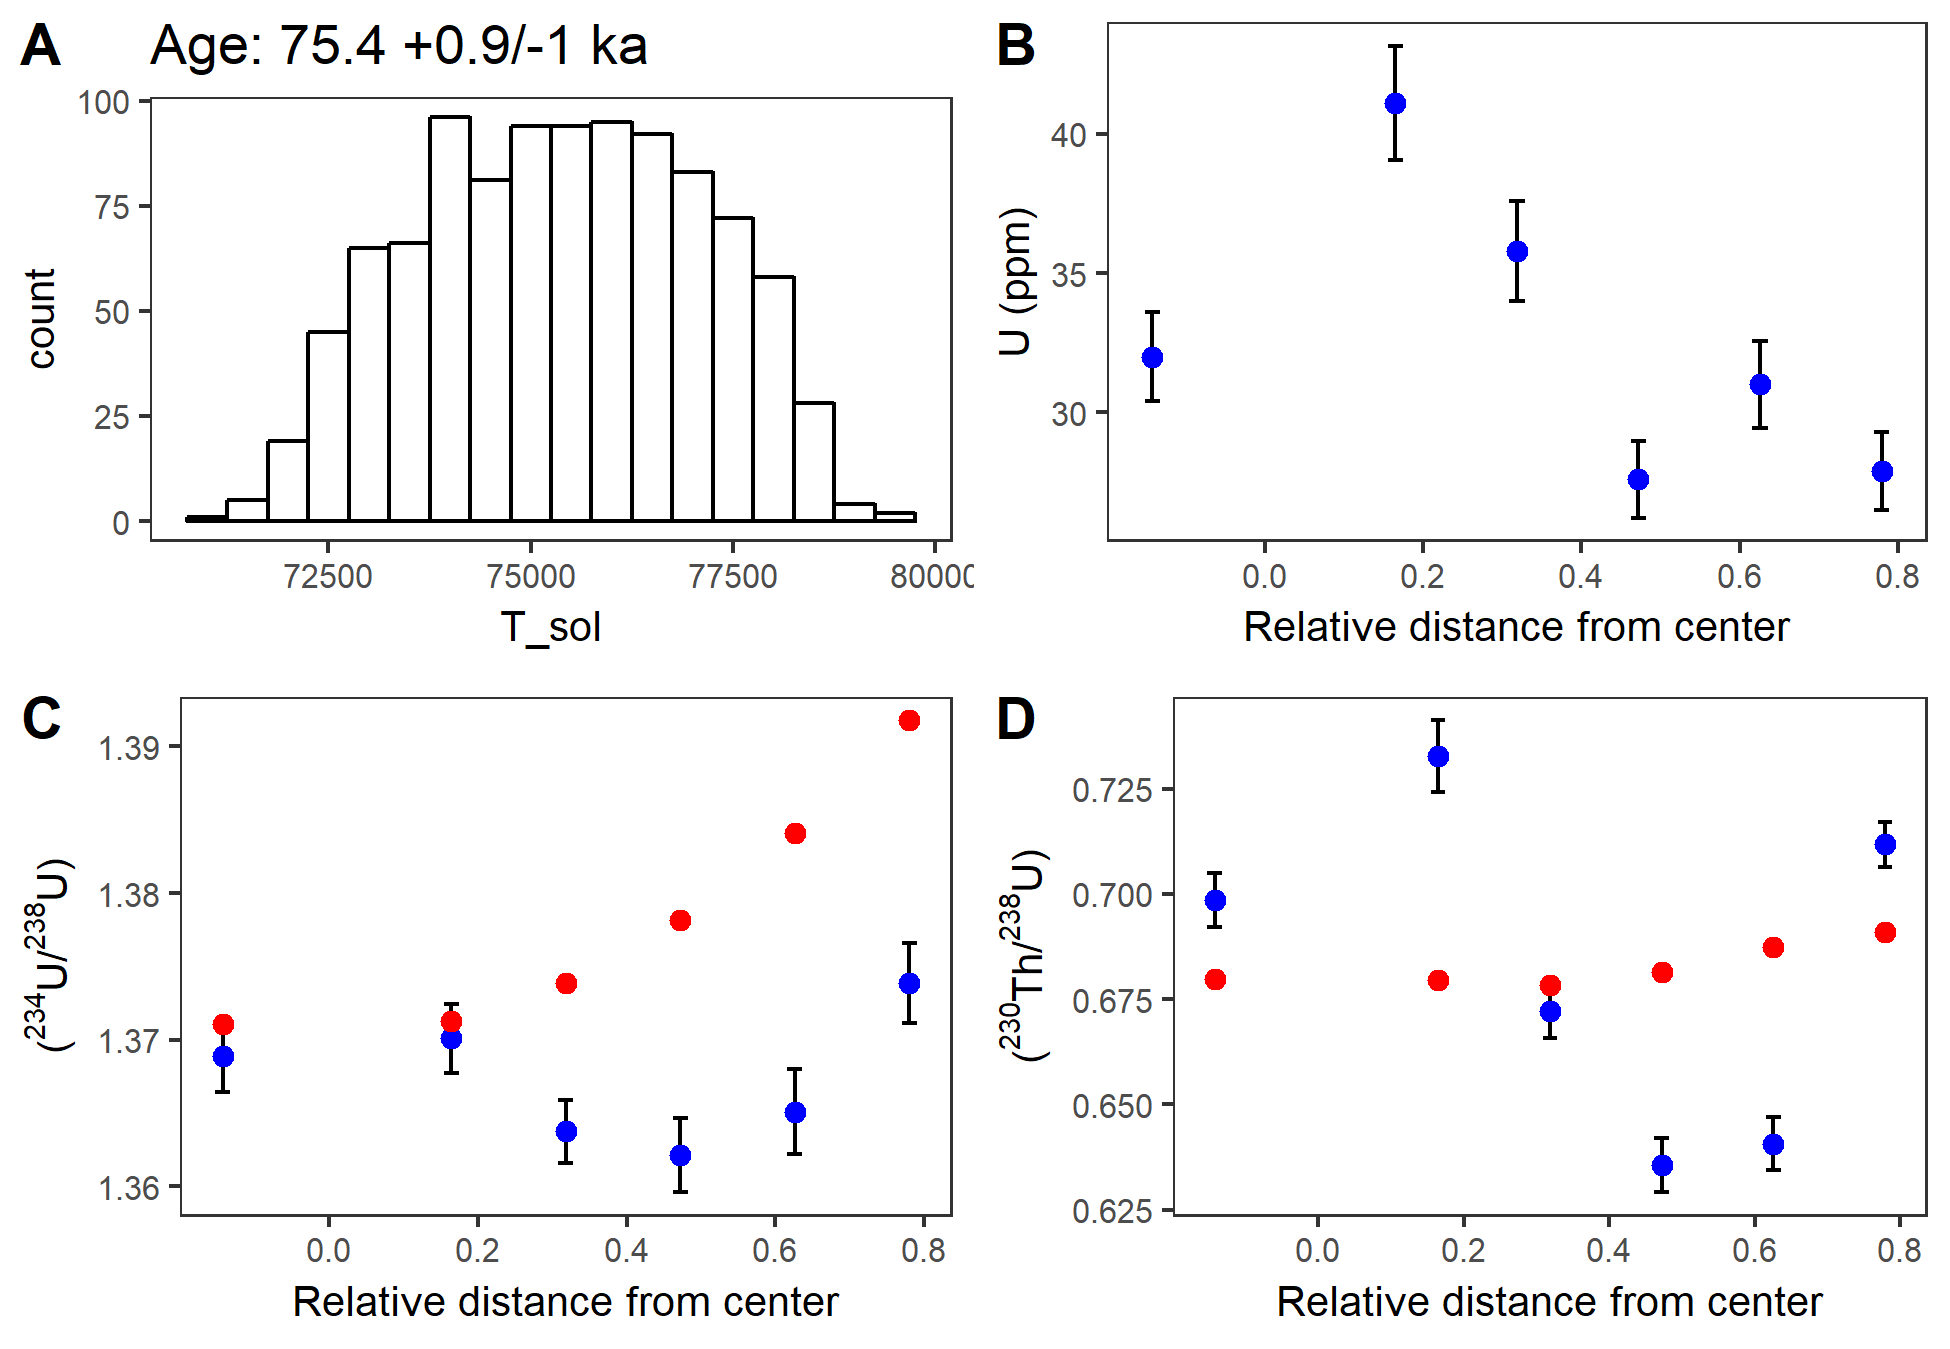 A
Age: 75.4 +0.9/-1 ka
100
75
50
25
0
count
72500 75000 77500 80000
T_sol
B
40
35
30
U (ppm)
0.0 0.2 0.4 0.6 0.8
Relative distance from center
C
1.39
1.38
1.37
1.36
(²³⁴U/²³⁸U)
0.0 0.2 0.4 0.6 0.8
Relative distance from center
D
0.725
0.700
0.675
0.650
0.625
(²³⁰Th/²³⁸U)
0.0 0.2 0.4 0.6 0.8
Relative distance from center